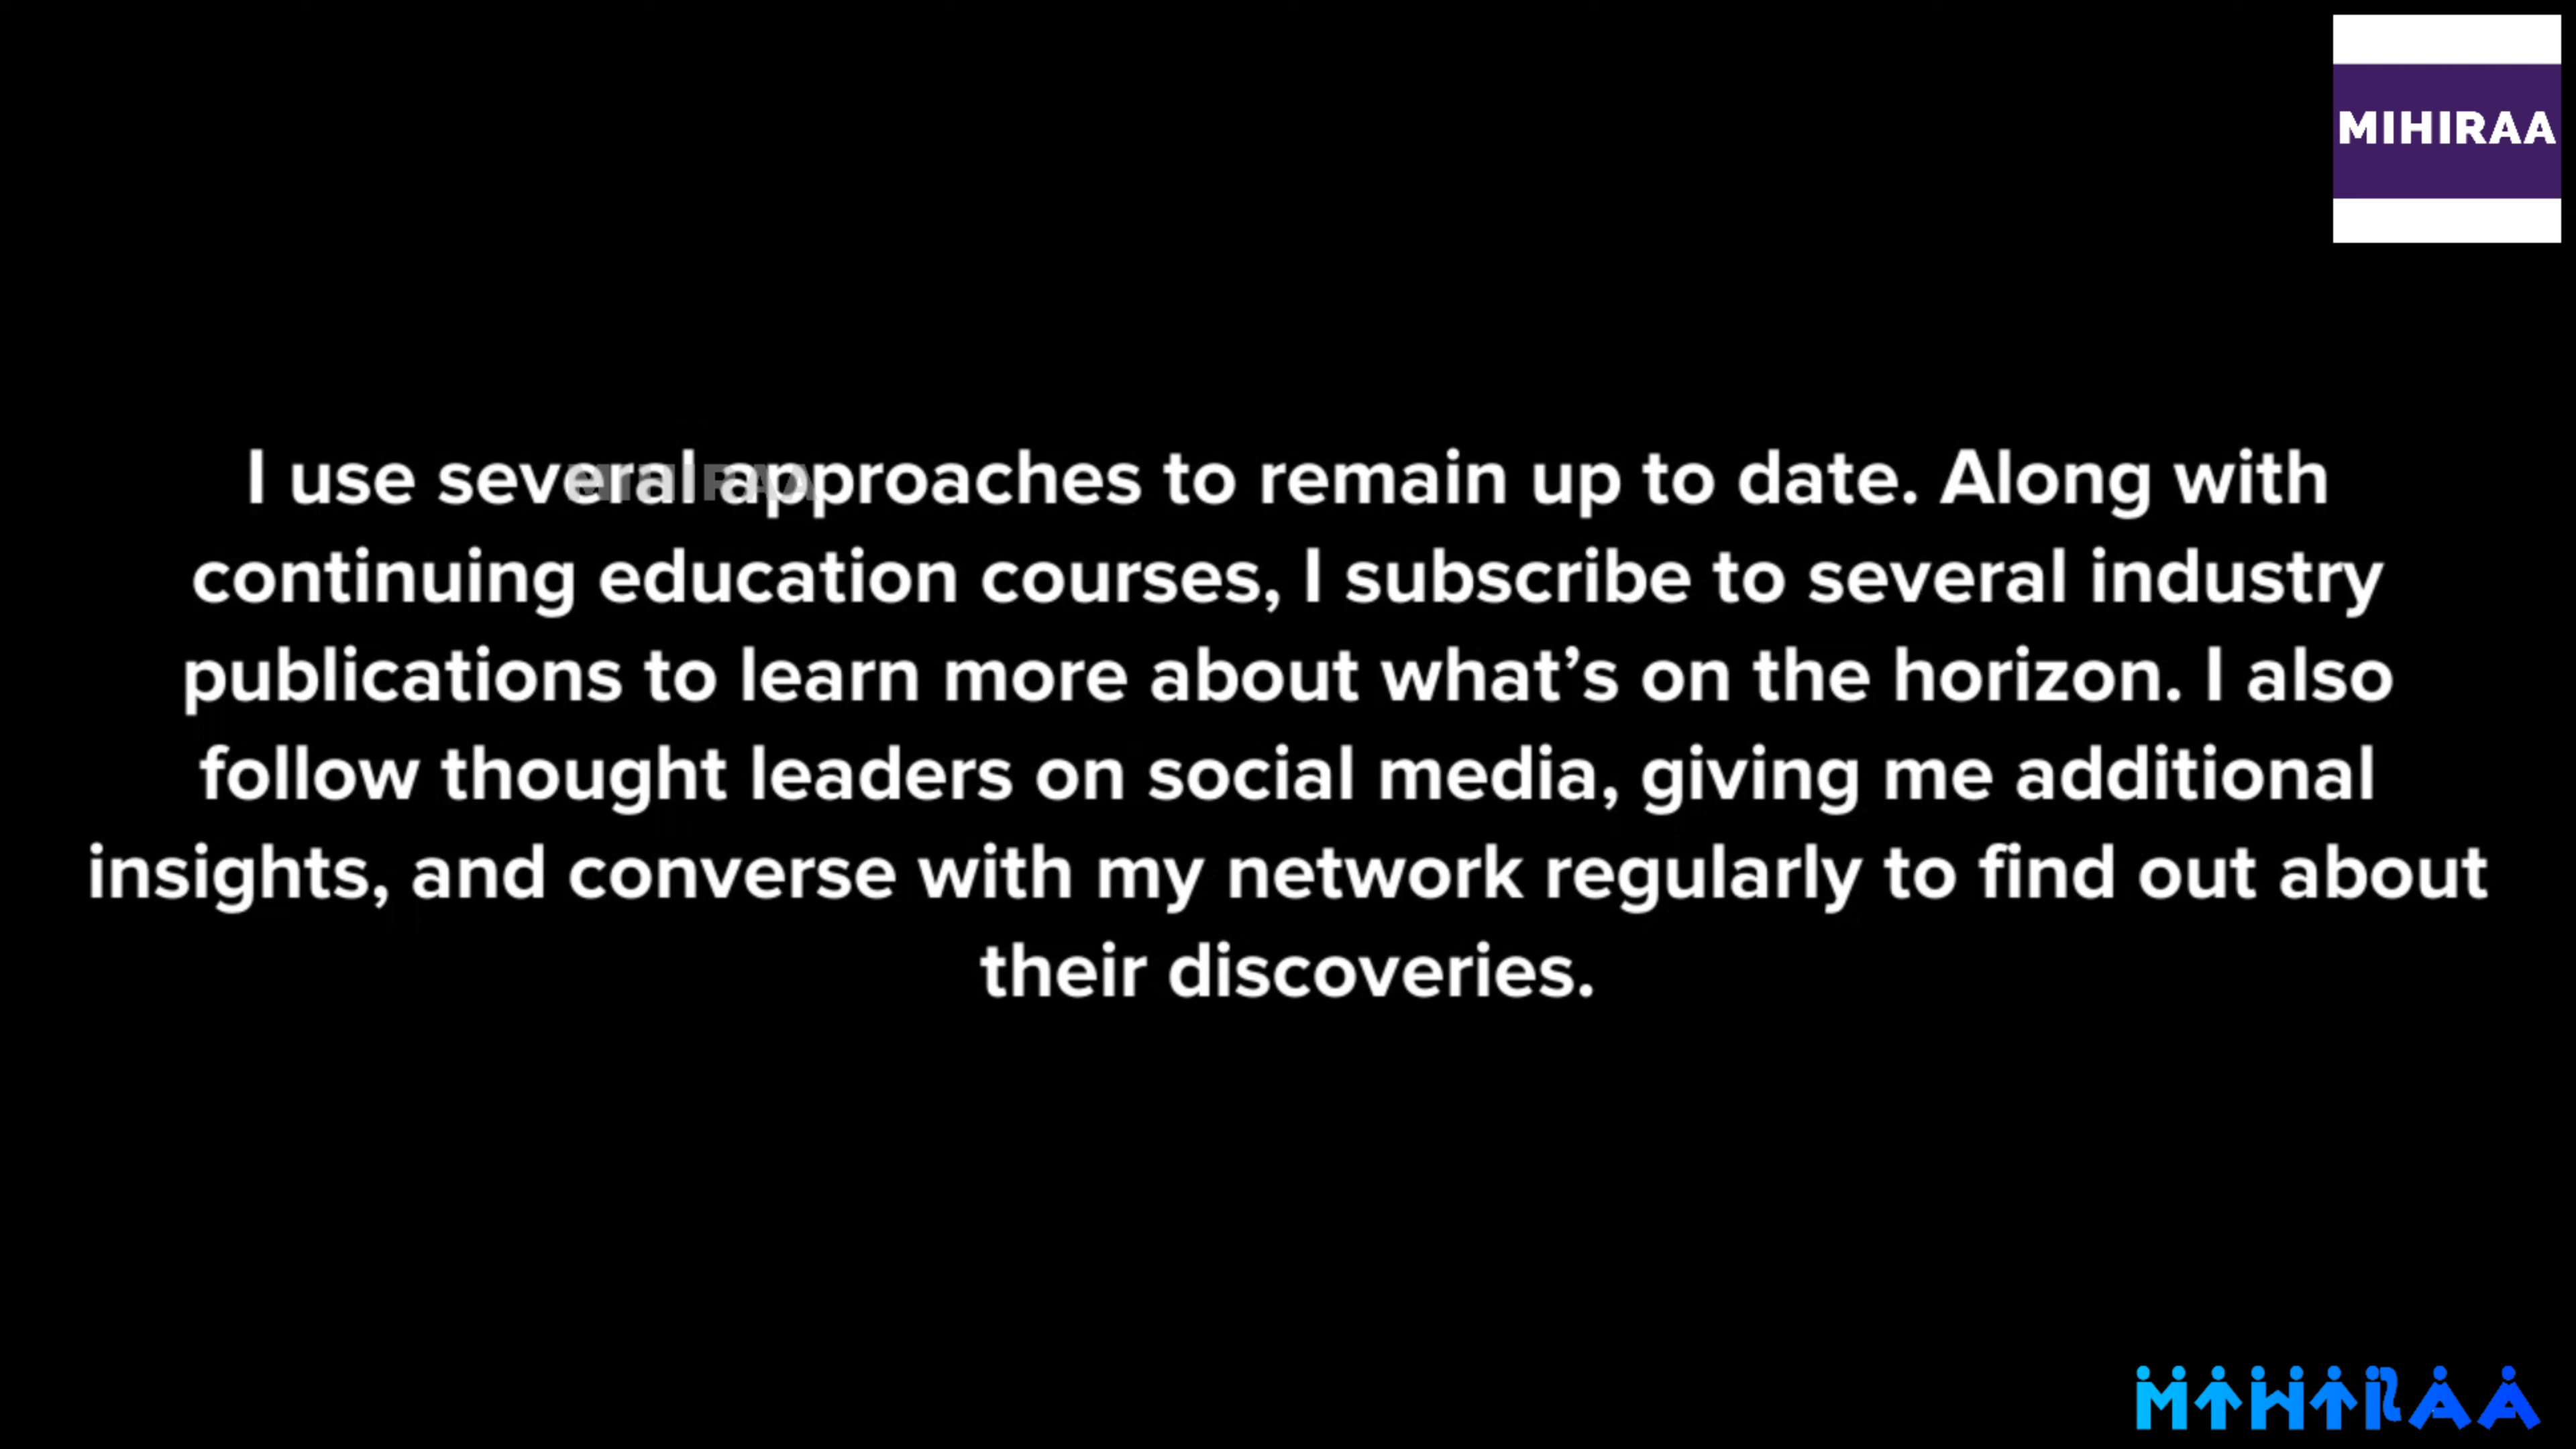 MIHIRAA
I use several approaches to remain up to date. Along with
MIHIRAA
continuing education courses, I subscribe to several industry
publications to learn more about what’s on the horizon. I also
follow thought leaders on social media, giving me additional
insights, and converse with my network regularly to find out about
their discoveries.
MIHIRAA